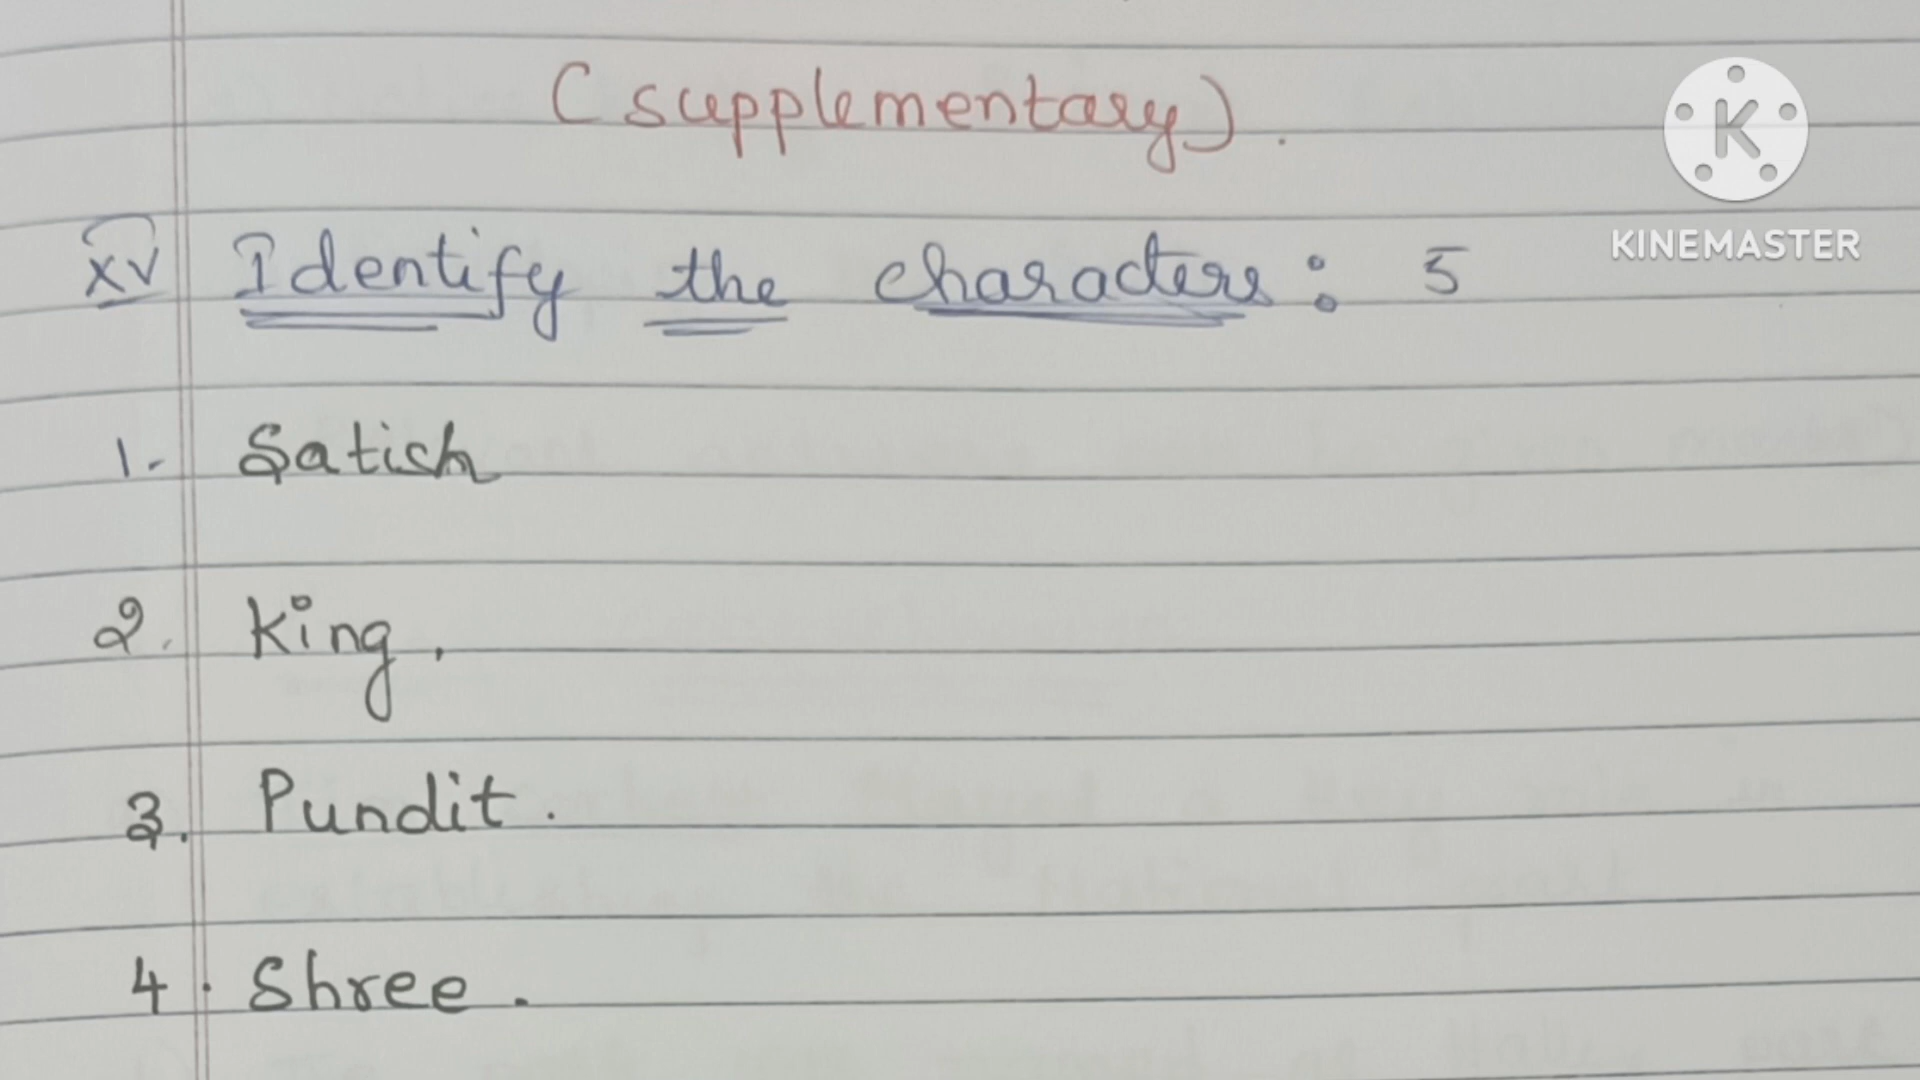 (supplementary).
K
KINEMASTER
XV Identify the characters: 5
1. Satish
2. King.
3. Pundit.
4. Shree.